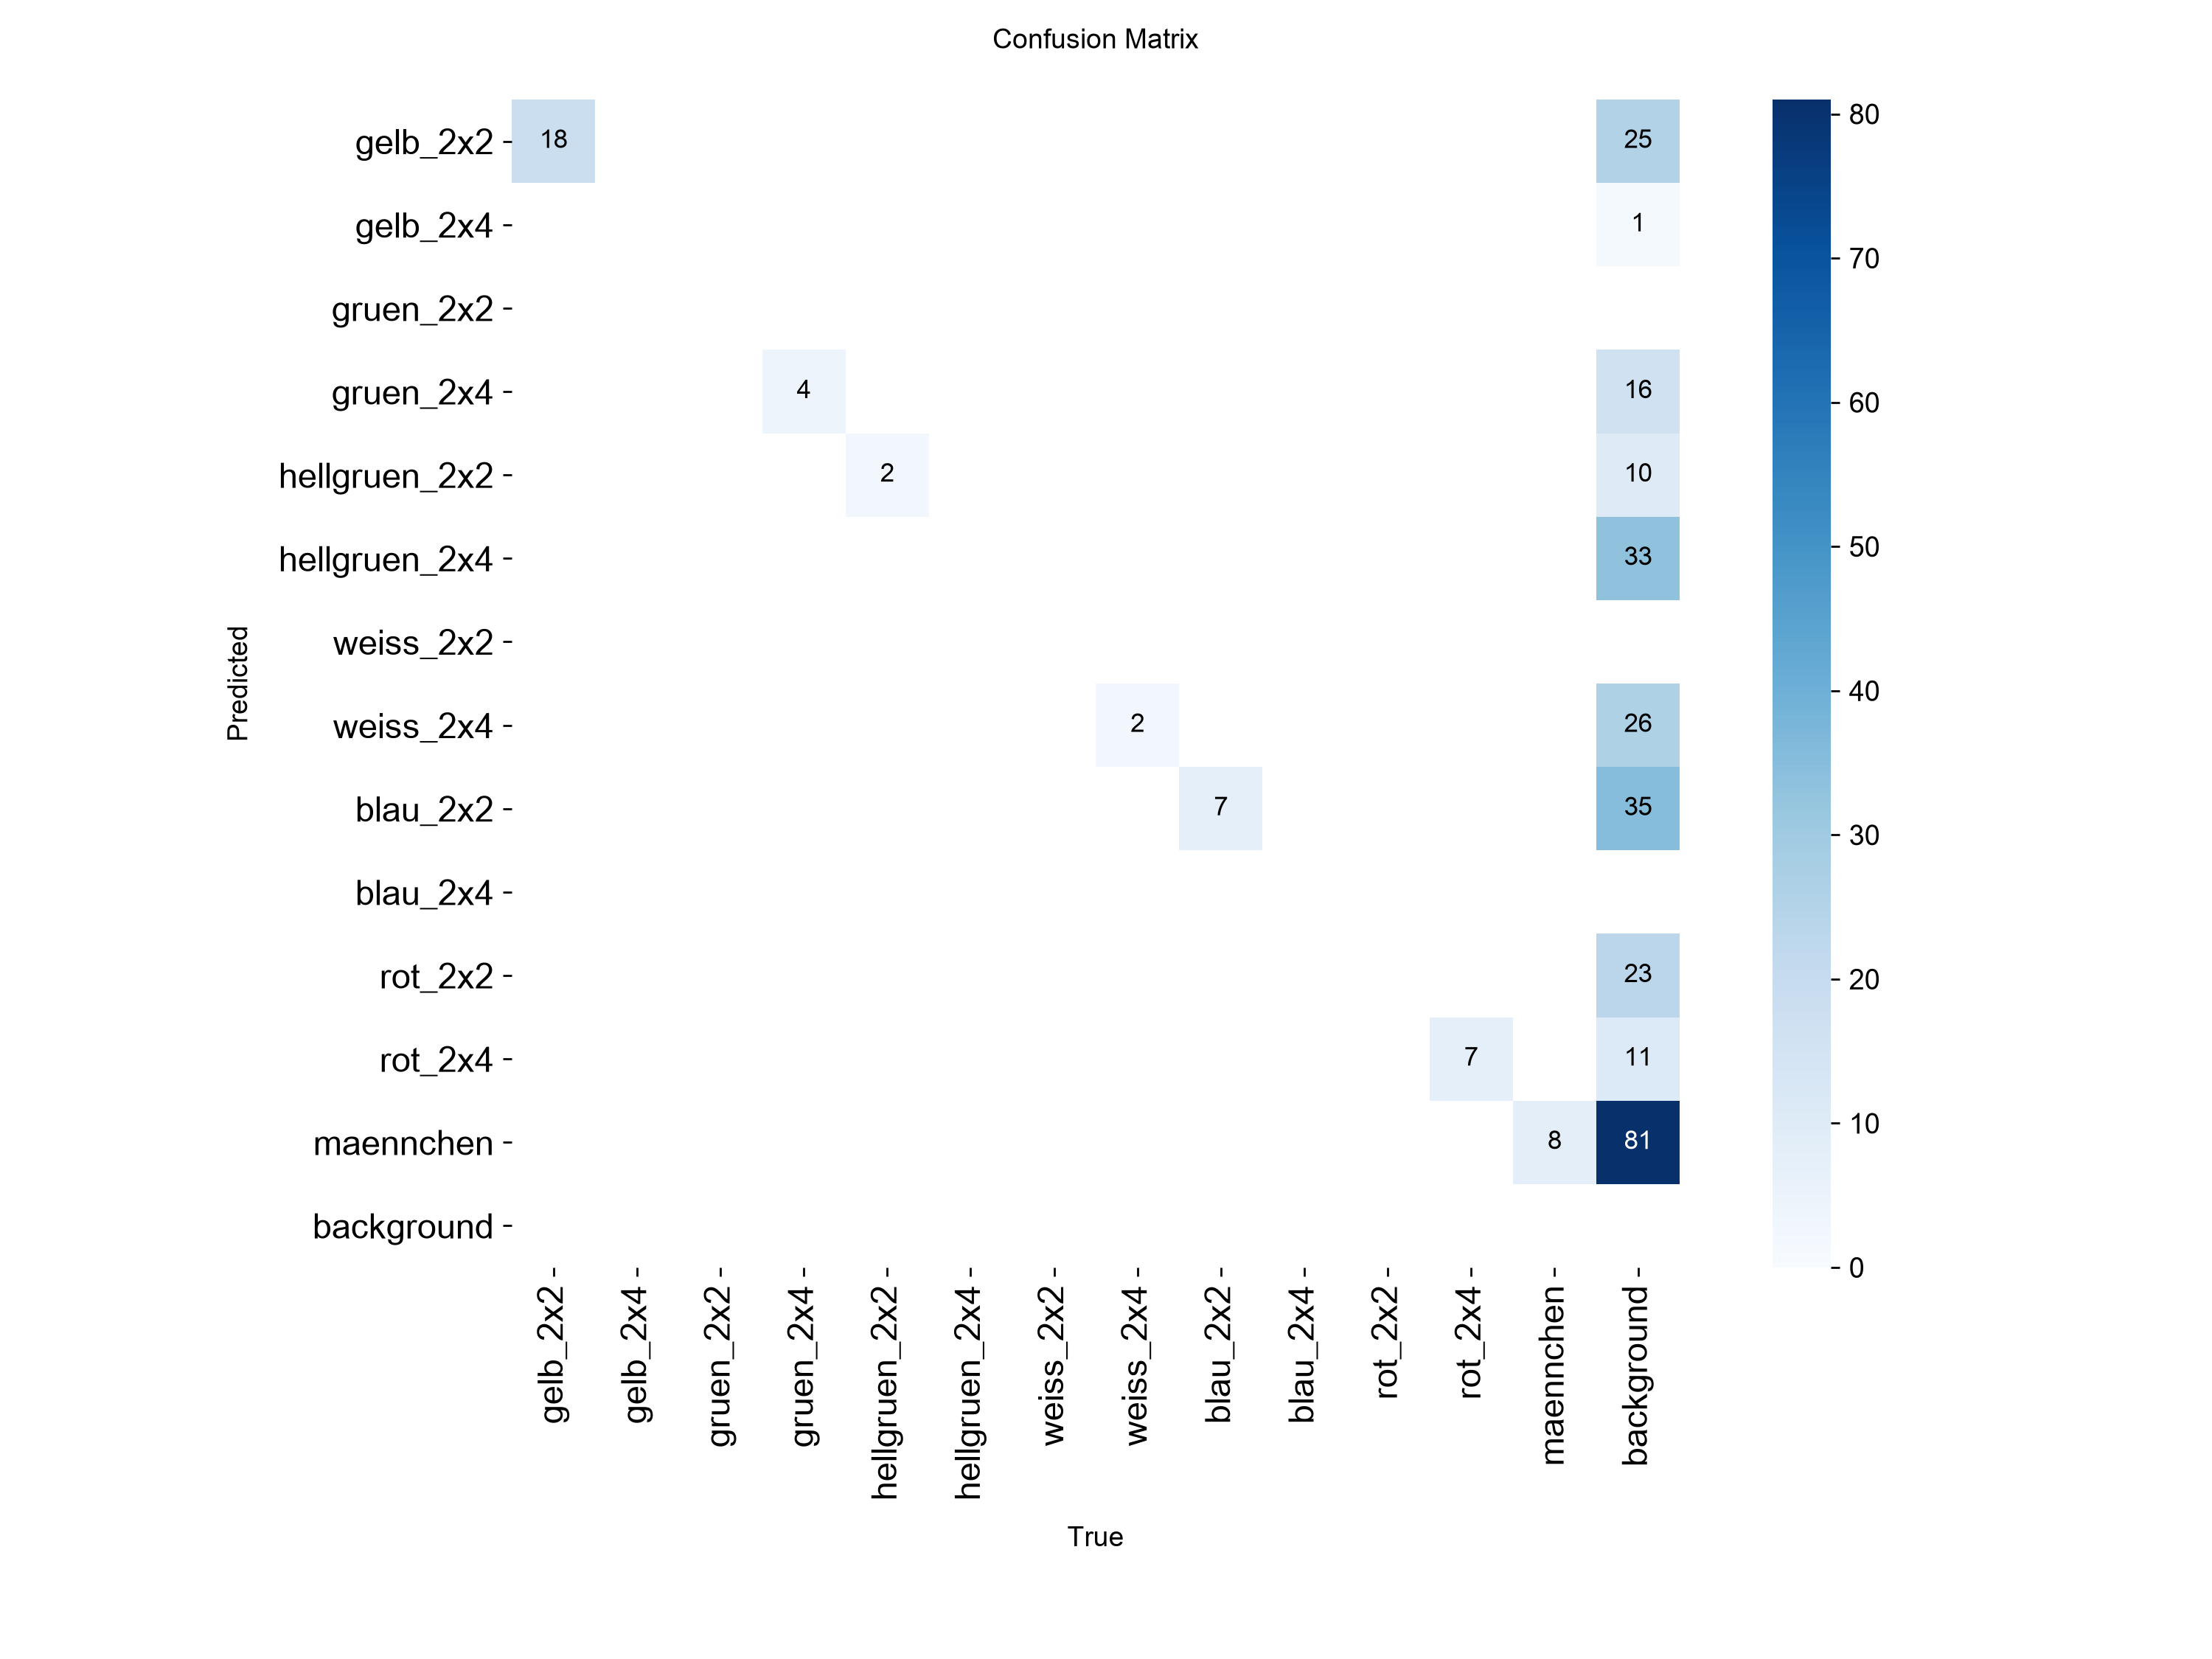 Confusion Matrix
gelb_2x2
18
25
80
gelb_2x4
1
70
gruen_2x2
gruen_2x4
4
16
60
hellgruen_2x2
2
10
hellgruen_2x4
33
50
weiss_2x2
Predicted
weiss_2x4
2
26
40
blau_2x2
7
35
30
blau_2x4
rot_2x2
23
20
rot_2x4
7
11
maennchen
8
81
10
background
0
gelb_2x2
gelb_2x4
gruen_2x2
gruen_2x4
hellgruen_2x2
hellgruen_2x4
weiss_2x2
weiss_2x4
blau_2x2
blau_2x4
rot_2x2
rot_2x4
maennchen
background
True